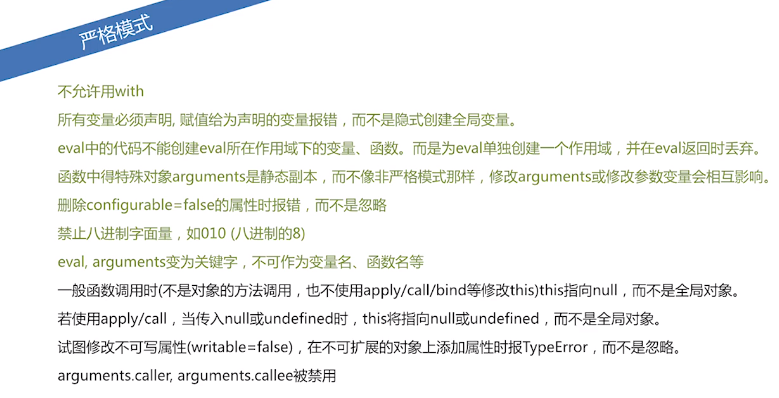 严格模式
不允许用with
所有变量必须声明, 赋值给为声明的变量报错，而不是隐式创建全局变量。
eval中的代码不能创建eval所在作用域下的变量、函数。而是为eval单独创建一个作用域，并在eval返回时丢弃。
函数中得特殊对象arguments是静态副本，而不像非严格模式那样，修改arguments或修改参数变量会相互影响。
删除configurable=false的属性时报错，而不是忽略
禁止八进制字面量，如010 (八进制的8)
eval, arguments变为关键字，不可作为变量名、函数名等
一般函数调用时(不是对象的方法调用，也不使用apply/call/bind等修改this)this指向null，而不是全局对象。
若使用apply/call，当传入null或undefined时，this将指向null或undefined，而不是全局对象。
试图修改不可写属性(writable=false)，在不可扩展的对象上添加属性时报TypeError，而不是忽略。
arguments.caller, arguments.callee被禁用